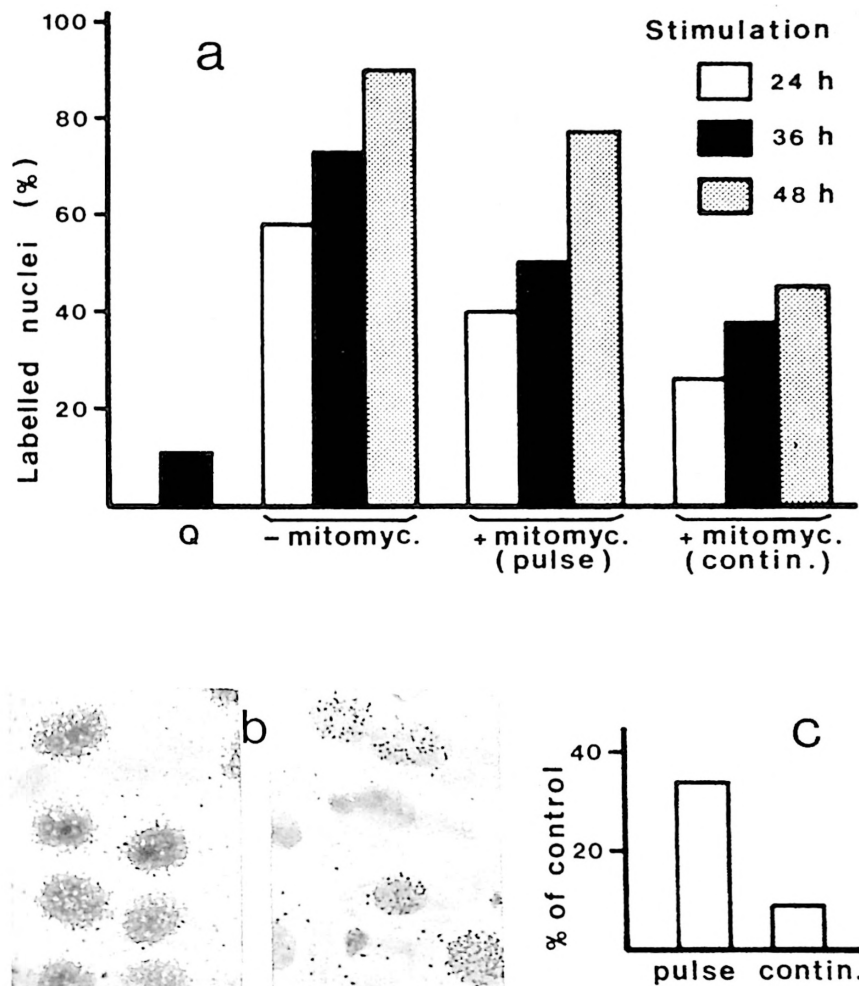 a
Stimulation
24 h
36 h
48 h
Labelled nuclei (%)
100
80
60
40
20
Q
– mitomyc.
+ mitomyc.
(pulse)
+ mitomyc.
(contin.)
b
c
% of control
40
20
pulse
contin.